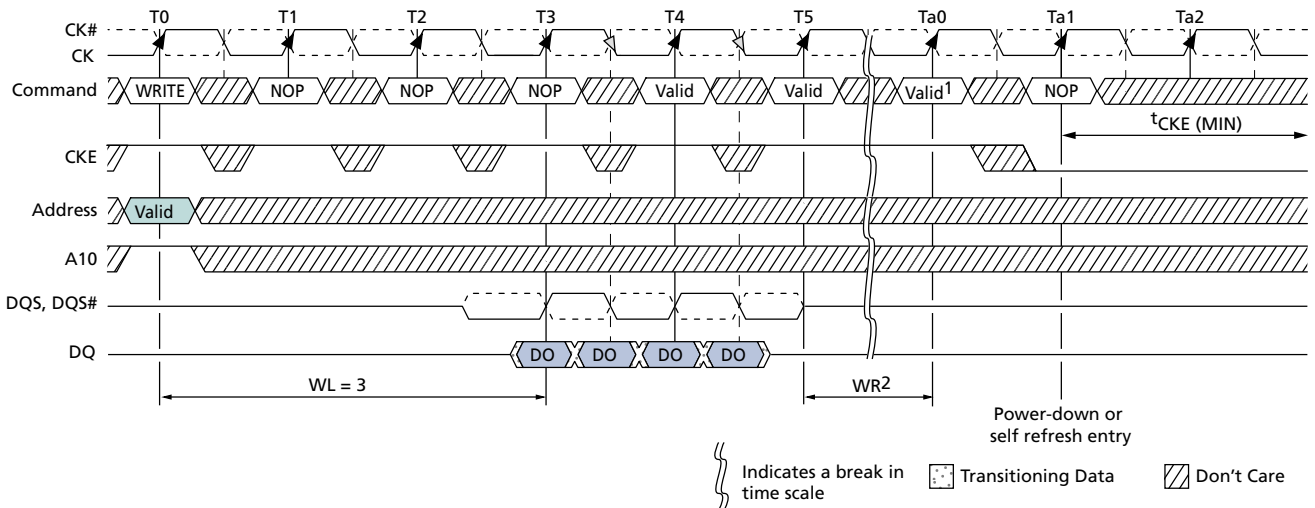 T0 T1 T2 T3 T4 T5 Ta0 Ta1 Ta2
CK#
CK
Command WRITE NOP NOP NOP Valid Valid Valid1 NOP
tCKE (MIN)
CKE
Address Valid
A10
DQS, DQS#
DQ DO DO DO DO
WL = 3 WR2
Power-down or
self refresh entry
Indicates a break in
time scale
Transitioning Data
Don't Care